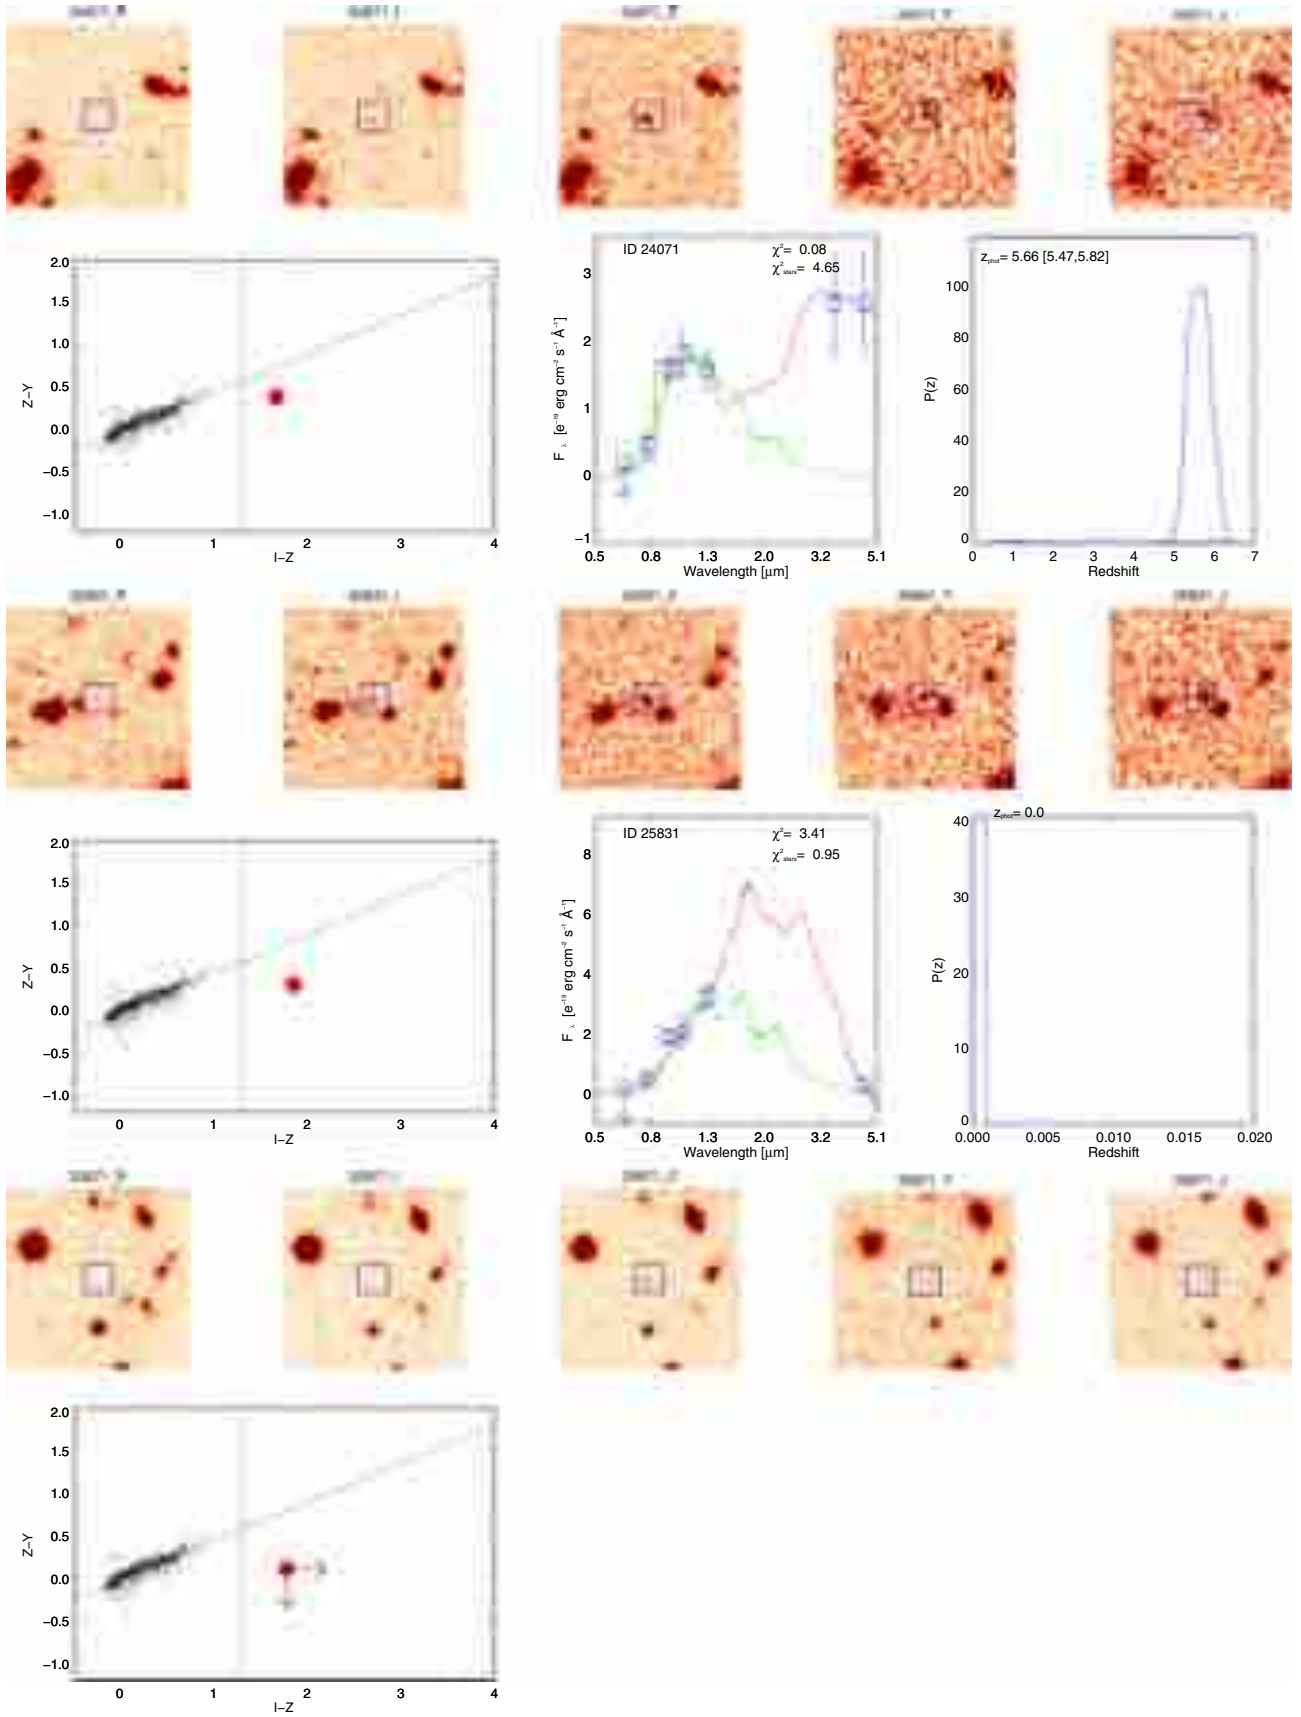 2.0
1.5
1.0
0.5
0.0
−0.5
−1.0
Z−Y
0 1 2 3 4
I−Z
ID 24071
χ²= 0.08
χ²stars= 4.65
3
2
1
0
−1
F λ [e⁻¹⁹ erg cm⁻² s⁻¹ Å⁻¹]
0.5 0.8 1.3 2.0 3.2 5.1
Wavelength [μm]
zphot= 5.66 [5.47,5.82]
100
80
60
40
20
0
P(z)
0 1 2 3 4 5 6 7
Redshift
2.0
1.5
1.0
0.5
0.0
−0.5
−1.0
Z−Y
0 1 2 3 4
I−Z
ID 25831
χ²= 3.41
χ²stars= 0.95
8
6
4
2
0
F λ [e⁻¹⁹ erg cm⁻² s⁻¹ Å⁻¹]
0.5 0.8 1.3 2.0 3.2 5.1
Wavelength [μm]
zphot= 0.0
40
30
20
10
0
P(z)
0.000 0.005 0.010 0.015 0.020
Redshift
2.0
1.5
1.0
0.5
0.0
−0.5
−1.0
Z−Y
0 1 2 3 4
I−Z